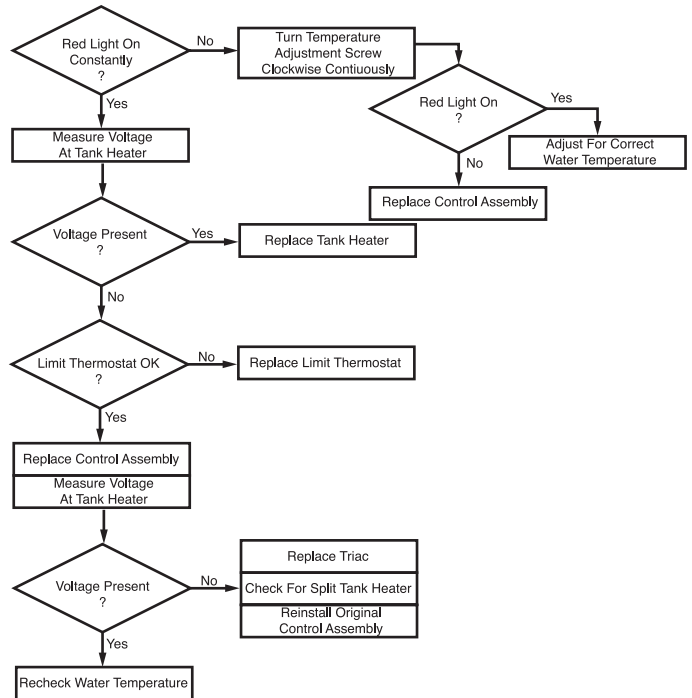 Red Light On
Constantly
?
No
Turn Temperature
Adjustment Screw
Clockwise Contiuously
Red Light On
?
Yes
Adjust For Correct
Water Temperature
No
Replace Control Assembly
Yes
Measure Voltage
At Tank Heater
Voltage Present
?
Yes
Replace Tank Heater
No
Limit Thermostat OK
?
No
Replace Limit Thermostat
Yes
Replace Control Assembly
Measure Voltage
At Tank Heater
Voltage Present
?
No
Replace Triac
Check For Split Tank Heater
Reinstall Original
Control Assembly
Yes
Recheck Water Temperature